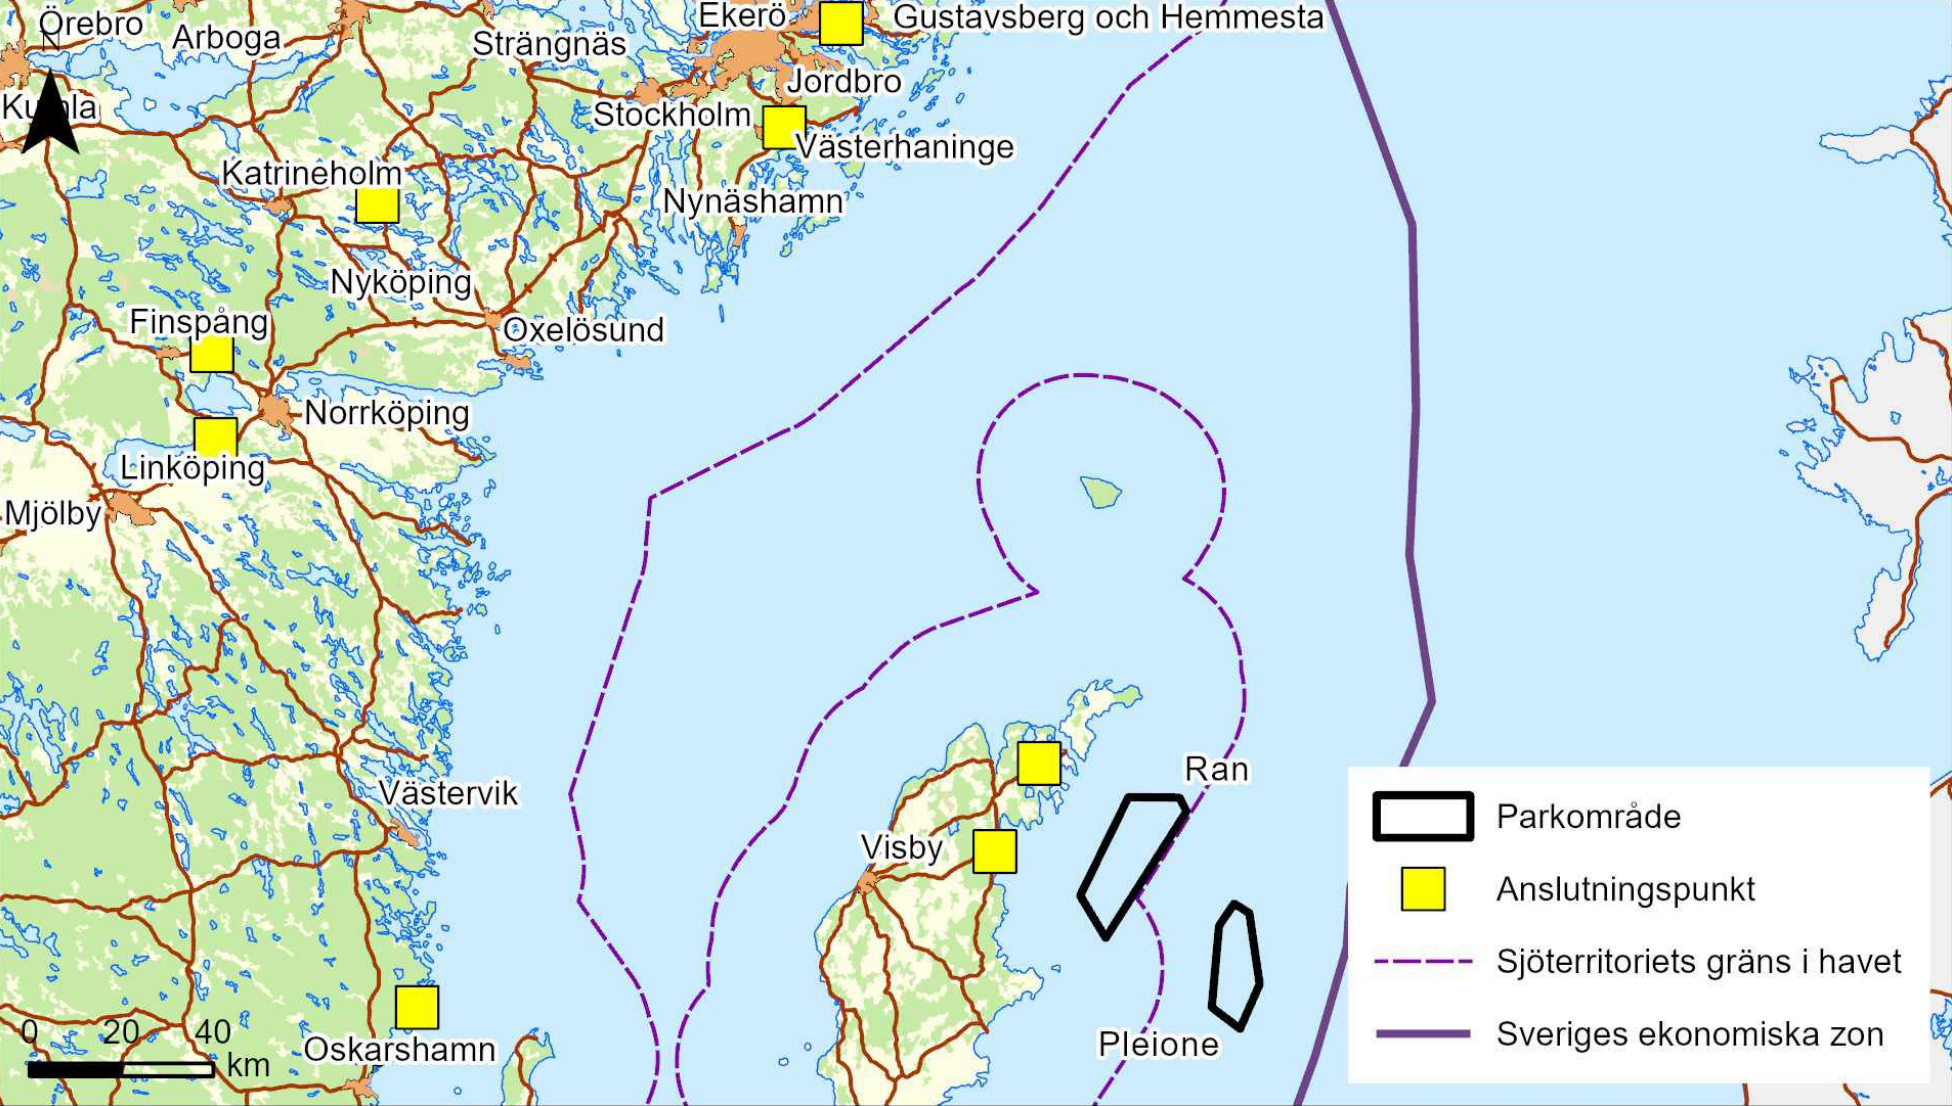 Örebro
Arboga
Strängnäs
Ekerö
Gustavsberg och Hemmesta
N
Jordbro
Stockholm
Västerhaninge
Katrineholm
Nynäshamn
Nyköping
Finspång
Oxelösund
Norrköping
Linköping
Mjölby
Västervik
Visby
Ran
Pleione
Oskarshamn
0 20 40
km
Parkområde
Anslutningspunkt
Sjöterritoriets gräns i havet
Sveriges ekonomiska zon